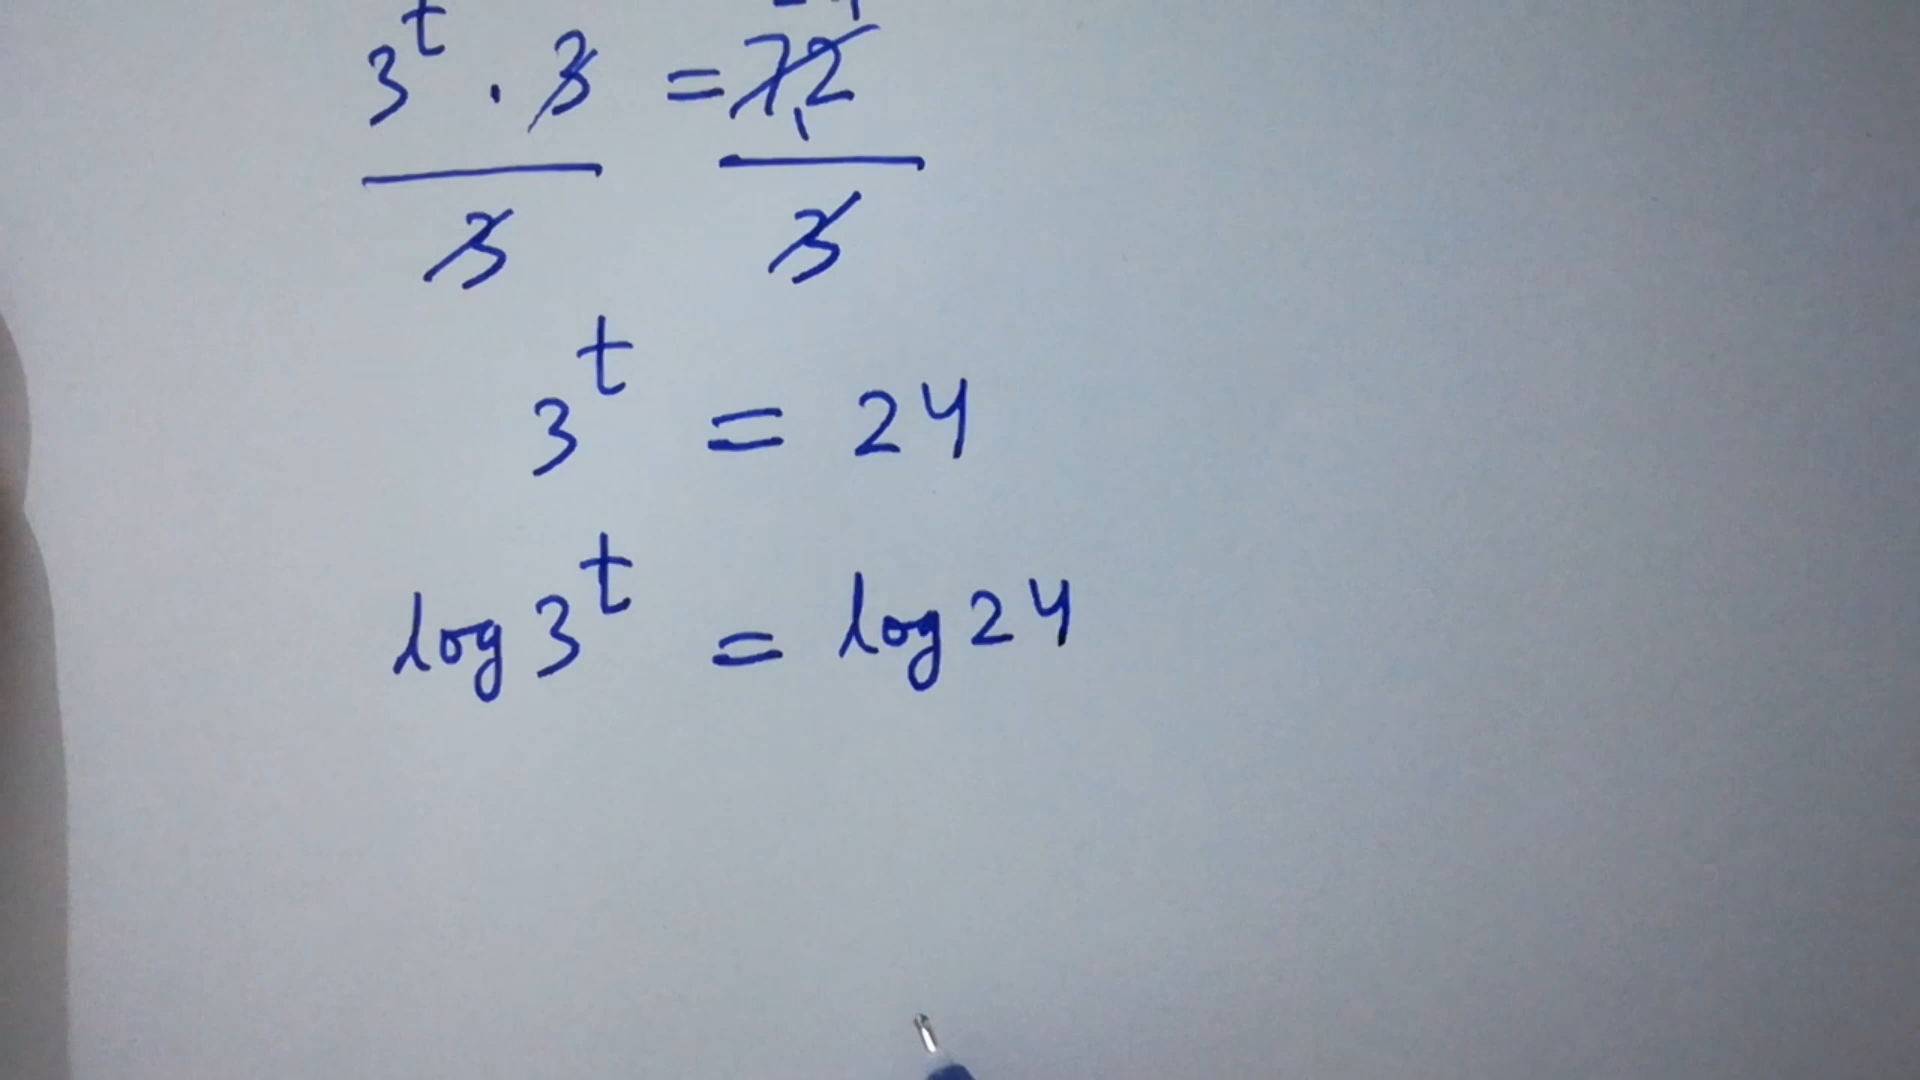 3^t . 3 = 72
3 3
3^t = 24
log 3^t = log 24